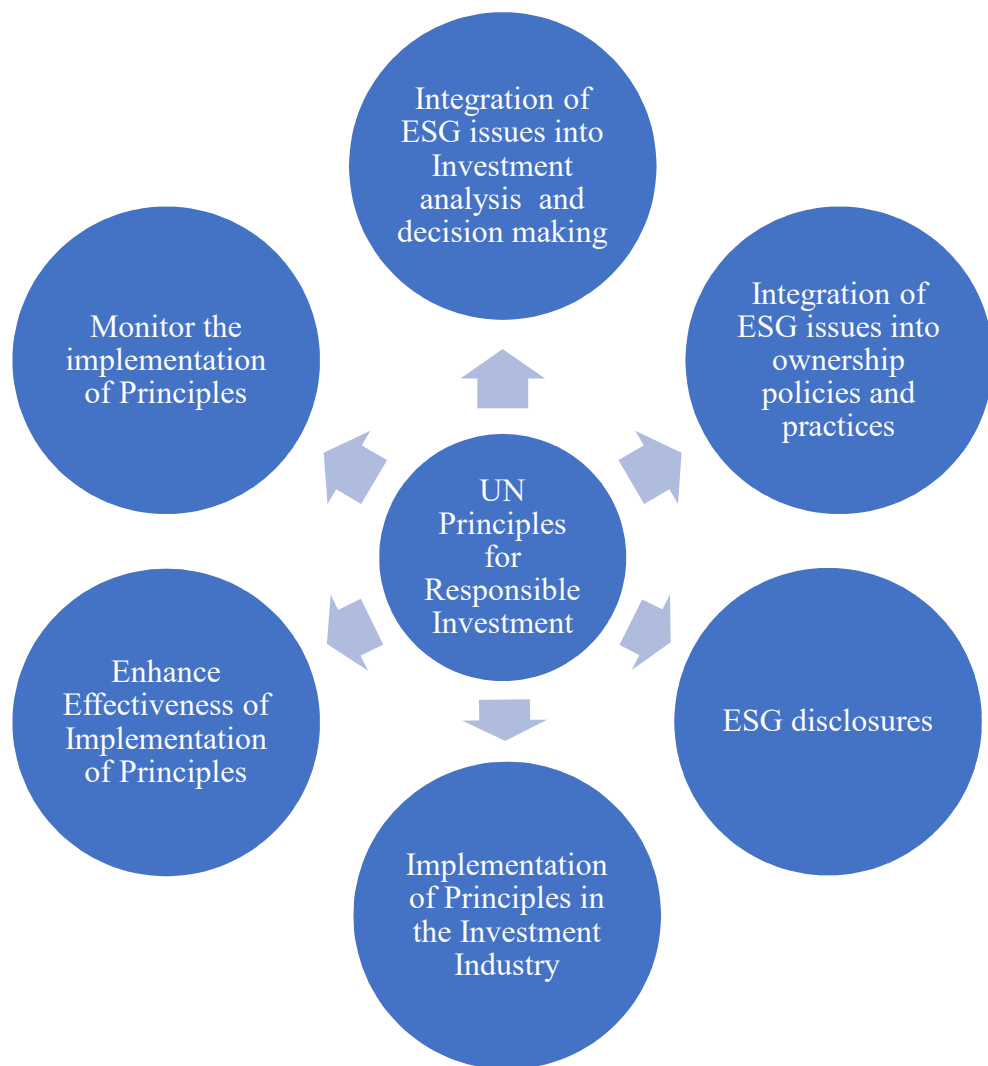 Integration of
ESG issues into
Investment
analysis and
decision making
Integration of
ESG issues into
ownership
policies and
practices
ESG disclosures
Implementation
of Principles in
the Investment
Industry
Enhance
Effectiveness of
Implementation
of Principles
Monitor the
implementation
of Principles
UN
Principles
for
Responsible
Investment